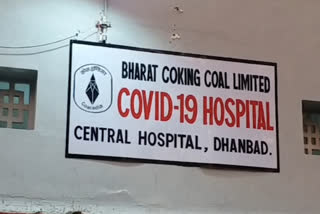 BHARAT COKING COAL LIMITED
COVID-19 HOSPITAL
CENTRAL HOSPITAL, DHANBAD.